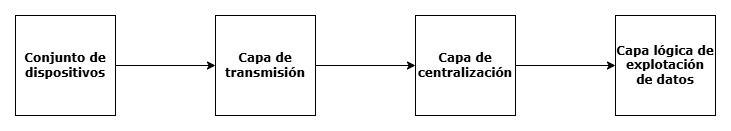 Conjunto de
dispositivos
Capa de
transmisión
Capa de
centralización
Capa lógica de
explotación
de datos